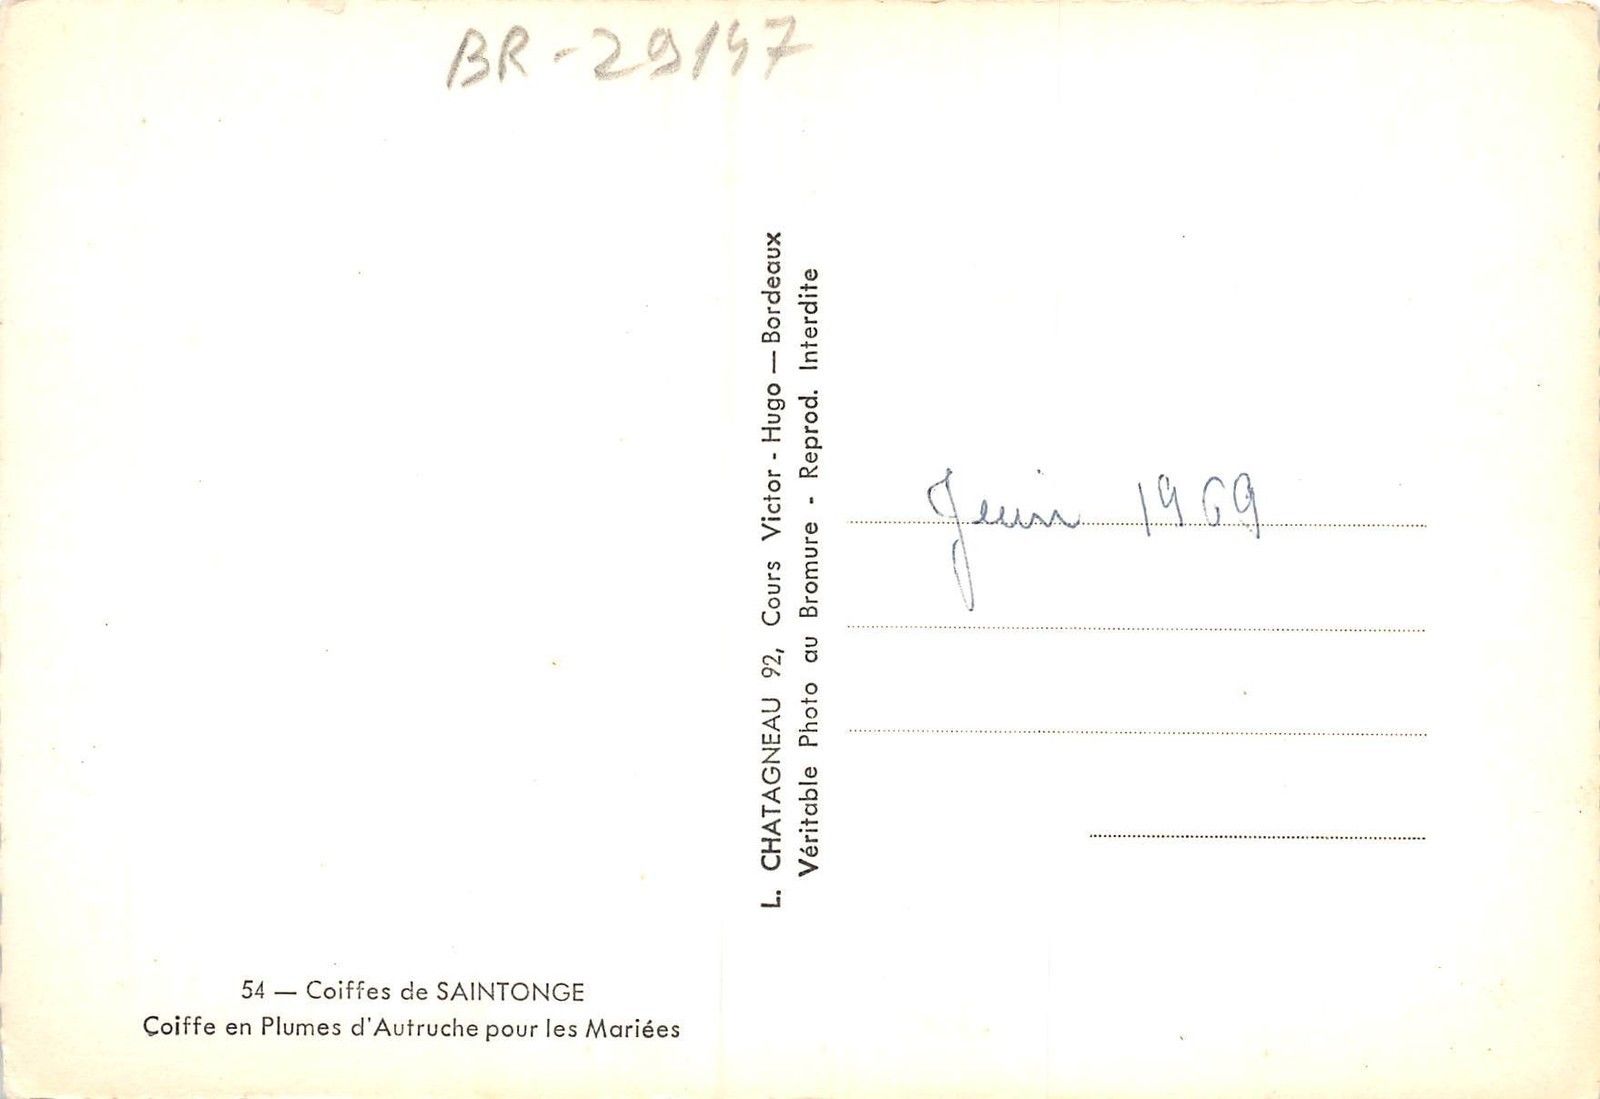 BR-29147
L. CHATAGNEAU 92, Cours Victor - Hugo — Bordeaux
Véritable Photo au Bromure - Reprod. Interdite
Juin 1969
54 — Coiffes de SAINTONGE
Coiffe en Plumes d'Autruche pour les Mariées